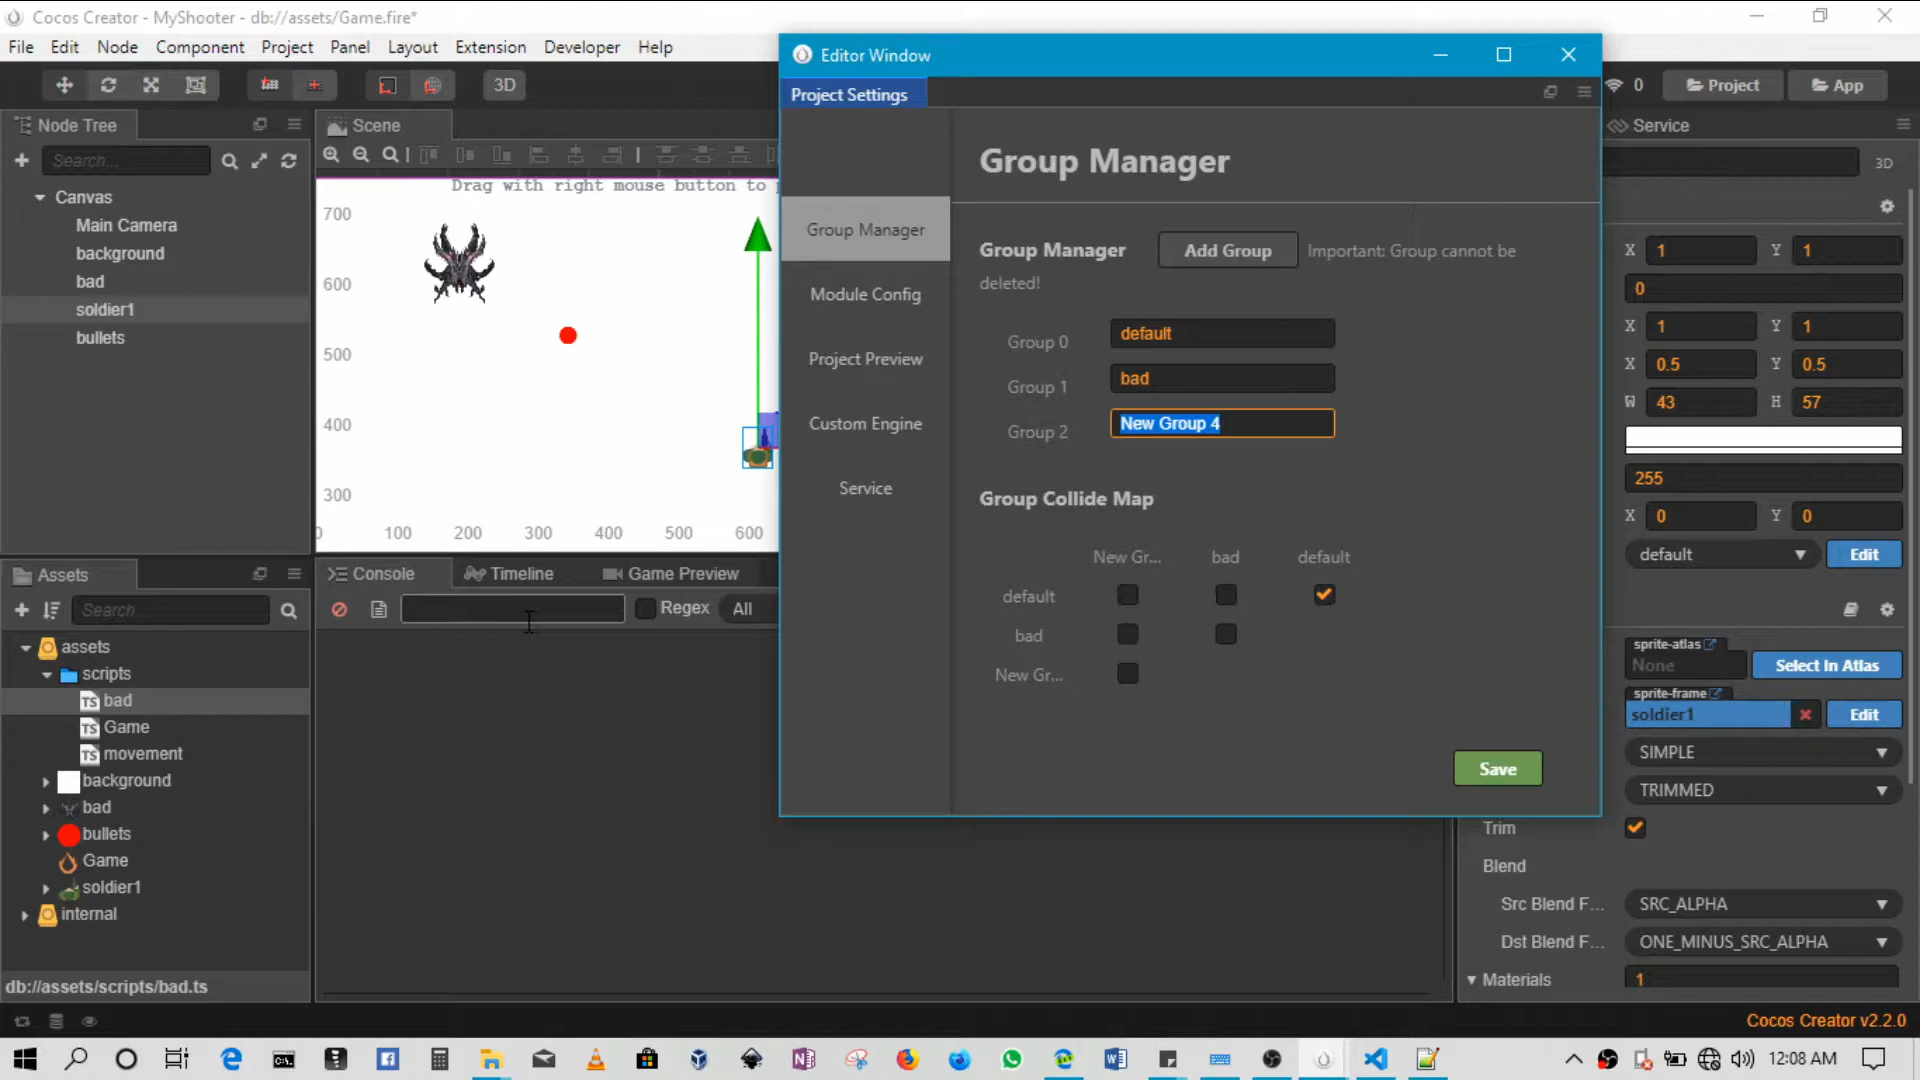 Cocos Creator - MyShooter - db://assets/Game.fire*
File Edit Node Component Project Panel Layout Extension Developer Help
3D
0
Project
App
Node Tree
Search...
Canvas
Main Camera
background
bad
soldier1
bullets
Scene
Drag with right mouse button to
700
600
500
400
300
0 100 200 300 400 500 600
Editor Window
Project Settings
Group Manager
Module Config
Project Preview
Custom Engine
Service
Group Manager
Group Manager
Add Group
Important: Group cannot be
deleted!
Group 0
default
Group 1
bad
Group 2
New Group 4
Group Collide Map
New Gr... bad default
default
bad
New Gr...
Save
Service
3D
X 1 Y 1
0
X 1 Y 1
X 0.5 Y 0.5
W 43 H 57
255
X 0 Y 0
default
Edit
sprite-atlas
None
Select In Atlas
sprite-frame
soldier1
Edit
SIMPLE
TRIMMED
Trim
Blend
Src Blend F... SRC_ALPHA
Dst Blend F... ONE_MINUS_SRC_ALPHA
Materials 1
Assets
Search...
assets
scripts
TS bad
TS Game
TS movement
background
bad
bullets
Game
soldier1
internal
db://assets/scripts/bad.ts
Console
Timeline
Game Preview
Regex
All
Cocos Creator v2.2.0
12:08 AM